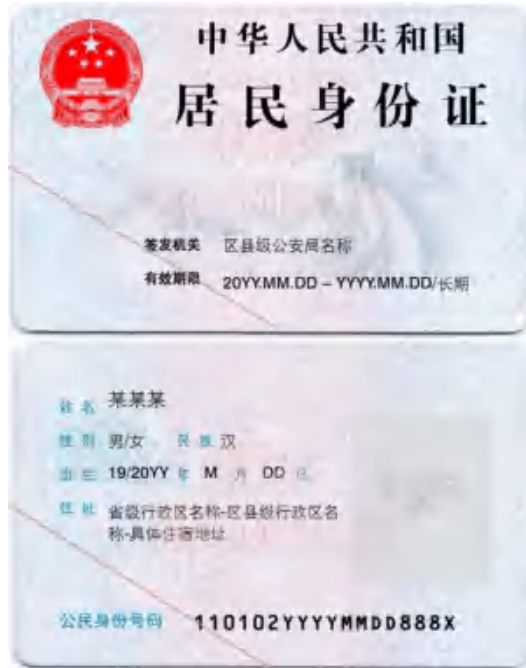 中华人民共和国
居民身份证
签发机关 区县级公安局名称
有效期限 20YY.MM.DD – YYYY.MM.DD/长期
姓名 某某某
性别 男/女 民族 汉
出生 19/20YY 年 M 月 DD 日
住址 省级行政区名称-区县级行政区名
称-具体住宿地址
公民身份号码 110102YYYYMMDD888X